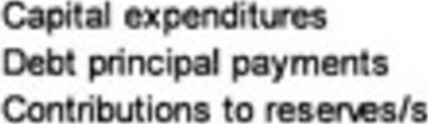 Capital expenditures
Debt principal payments
Contributions to reserves/s